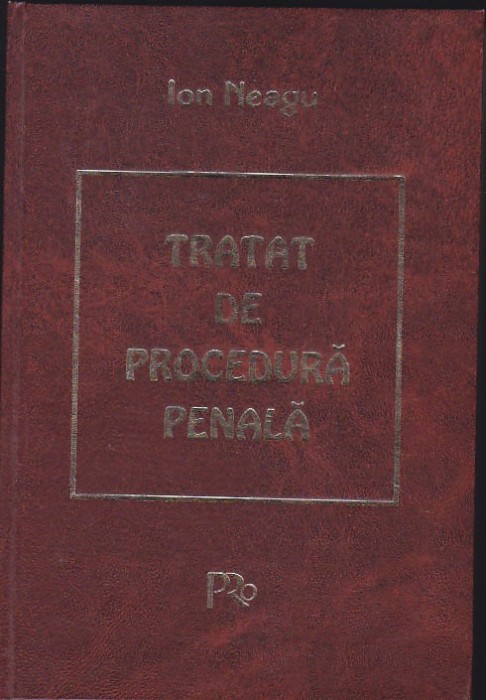 Ion Neagu
TRATAT
DE
PROCEDURĂ
PENALĂ
PRO